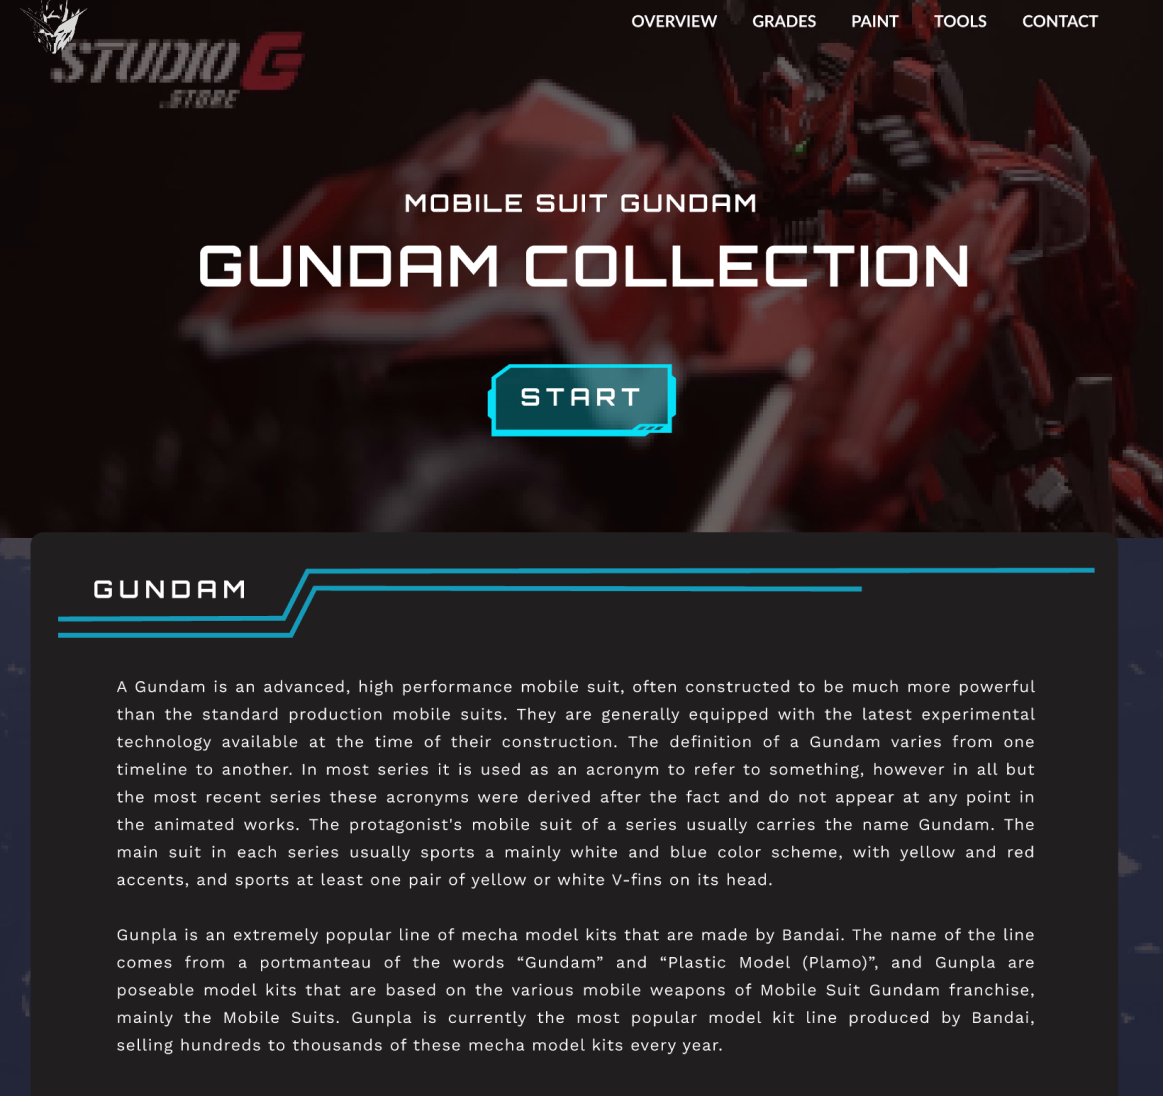 OVERVIEW GRADES PAINT TOOLS CONTACT
STUDIO G
.STORE
MOBILE SUIT GUNDAM
GUNDAM COLLECTION
START
GUNDAM
A Gundam is an advanced, high performance mobile suit, often constructed to be much more powerful
than the standard production mobile suits. They are generally equipped with the latest experimental
technology available at the time of their construction. The definition of a Gundam varies from one
timeline to another. In most series it is used as an acronym to refer to something, however in all but
the most recent series these acronyms were derived after the fact and do not appear at any point in
the animated works. The protagonist's mobile suit of a series usually carries the name Gundam. The
main suit in each series usually sports a mainly white and blue color scheme, with yellow and red
accents, and sports at least one pair of yellow or white V-fins on its head.
Gunpla is an extremely popular line of mecha model kits that are made by Bandai. The name of the line
comes from a portmanteau of the words “Gundam” and “Plastic Model (Plamo)”, and Gunpla are
poseable model kits that are based on the various mobile weapons of Mobile Suit Gundam franchise,
mainly the Mobile Suits. Gunpla is currently the most popular model kit line produced by Bandai,
selling hundreds to thousands of these mecha model kits every year.